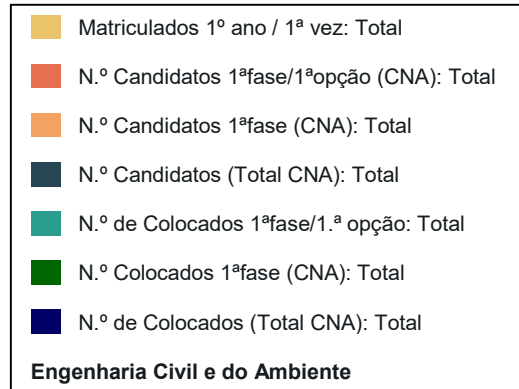 Matriculados 1º ano / 1ª vez: Total
N.º Candidatos 1ªfase/1ªopção (CNA): Total
N.º Candidatos 1ªfase (CNA): Total
N.º Candidatos (Total CNA): Total
N.º de Colocados 1ªfase/1.ª opção: Total
N.º Colocados 1ªfase (CNA): Total
N.º de Colocados (Total CNA): Total
Engenharia Civil e do Ambiente